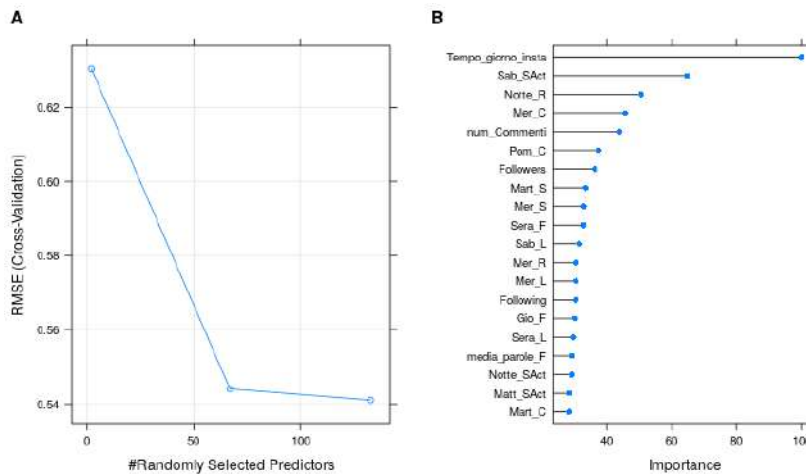 A
RMSE (Cross-Validation)
0.62
0.60
0.58
0.56
0.54
0
50
100
#Randomly Selected Predictors
B
Tempo_giorno_insta
Sab_SAct
Notte_R
Mer_C
num_Commenti
Pom_C
Followers
Mart_S
Mer_S
Sera_F
Sab_L
Mer_R
Mer_L
Following
Gio_F
Sera_L
media_parole_F
Notte_SAct
Matt_SAct
Mart_C
40
60
80
100
Importance